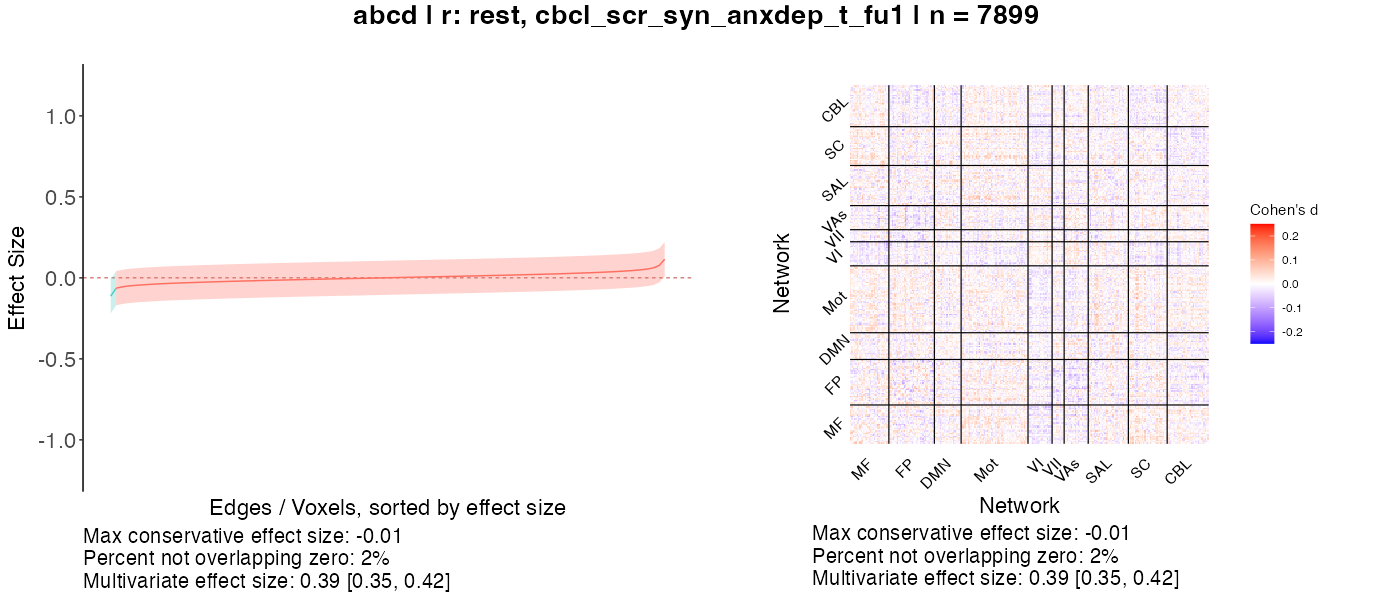 abcd | r: rest, cbcl_scr_syn_anxdep_t_fu1 | n = 7899
Effect Size
1.0
0.5
0.0
-0.5
-1.0
Edges / Voxels, sorted by effect size
Max conservative effect size: -0.01
Percent not overlapping zero: 2%
Multivariate effect size: 0.39 [0.35, 0.42]
Network
CBL
SC
SAL
VAs
VII
VI
Mot
DMN
FP
MF
MF
FP
DMN
Mot
VI
VII
VAs
SAL
SC
CBL
Network
Max conservative effect size: -0.01
Percent not overlapping zero: 2%
Multivariate effect size: 0.39 [0.35, 0.42]
Cohen's d
0.2
0.1
0.0
-0.1
-0.2